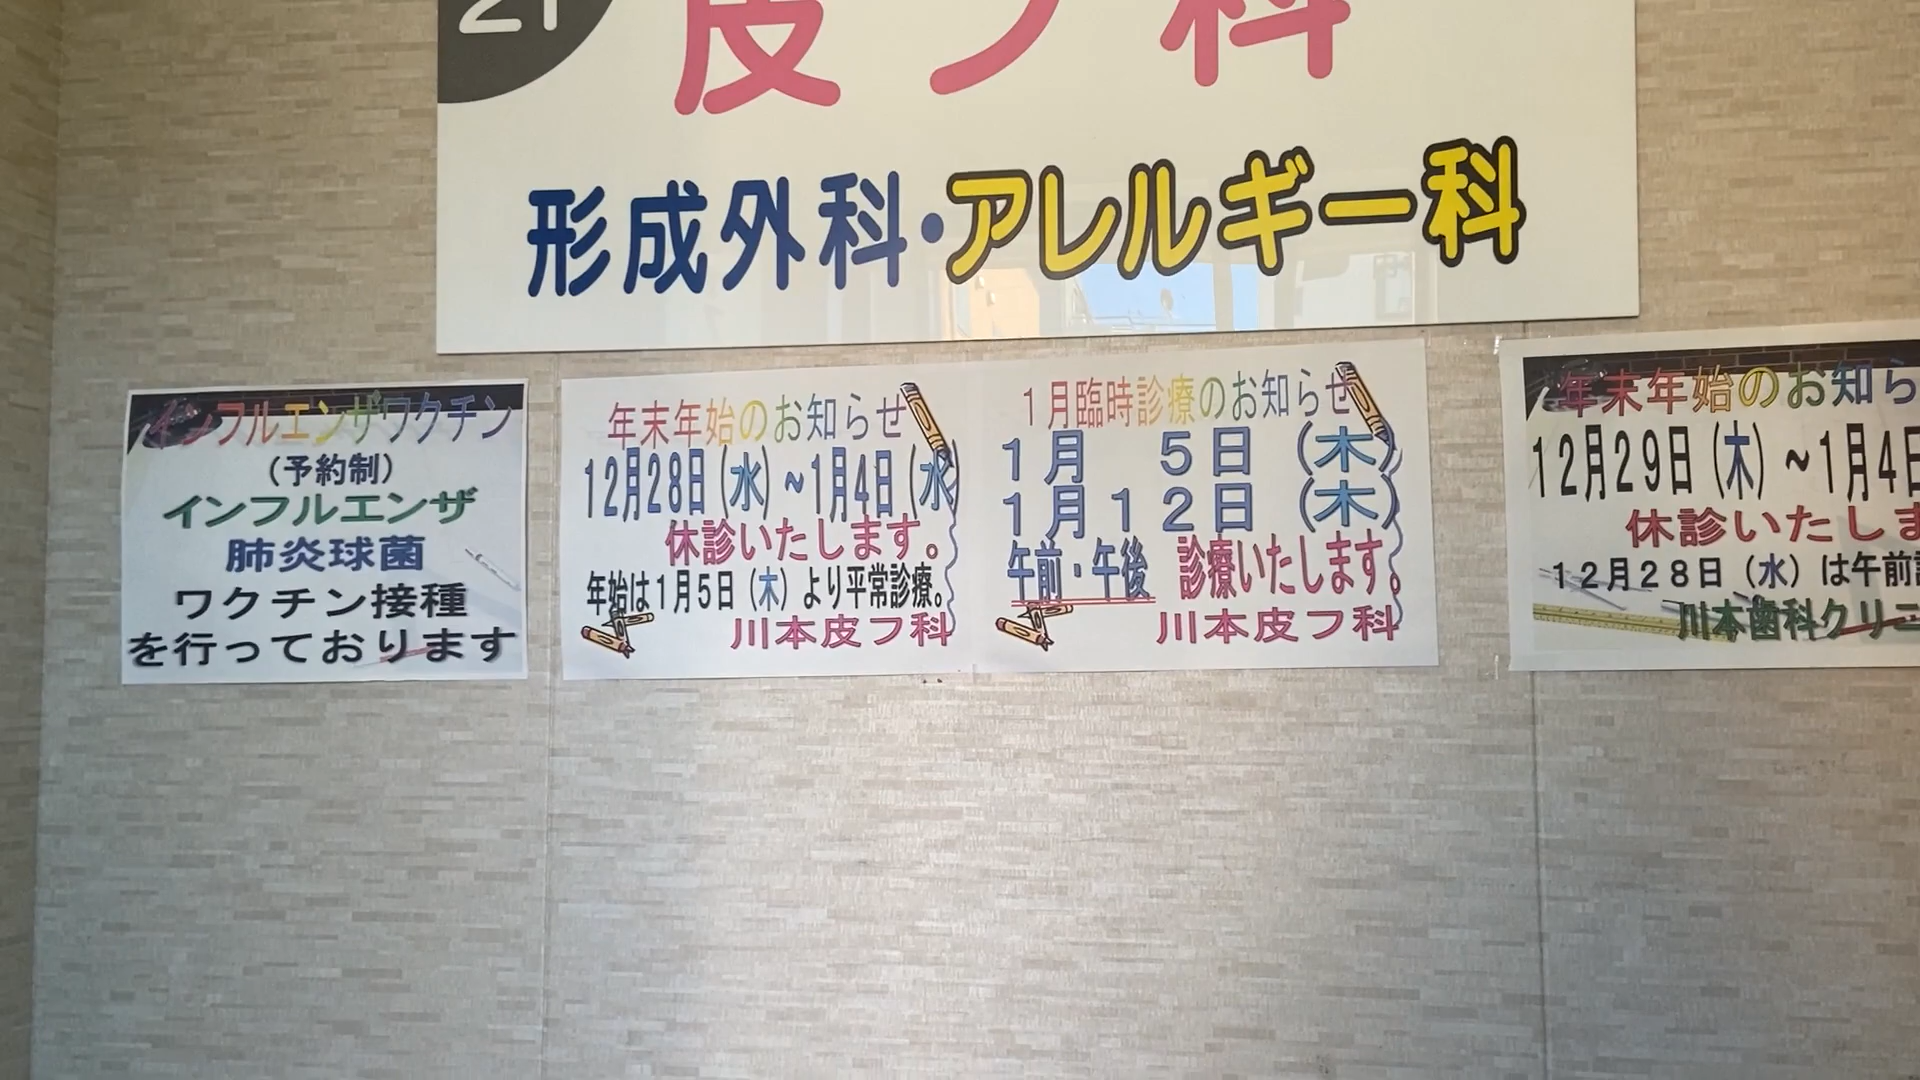 21
皮フ科
形成外科・アレルギー科
インフルエンザワクチン
(予約制)
インフルエンザ
肺炎球菌
ワクチン接種
を行っております
年末年始のお知らせ
12月28日(水)~1月4日(水)
休診いたします。
年始は1月5日(木)より平常診療。
川本皮フ科
1月臨時診療のお知らせ
1月 5日 (木)
1月12日 (木)
午前・午後 診療いたします。
川本皮フ科
年末年始のお知ら
12月29日(木)~1月4日
休診いたしま
12月28日(水)は午前
川本歯科クリニ